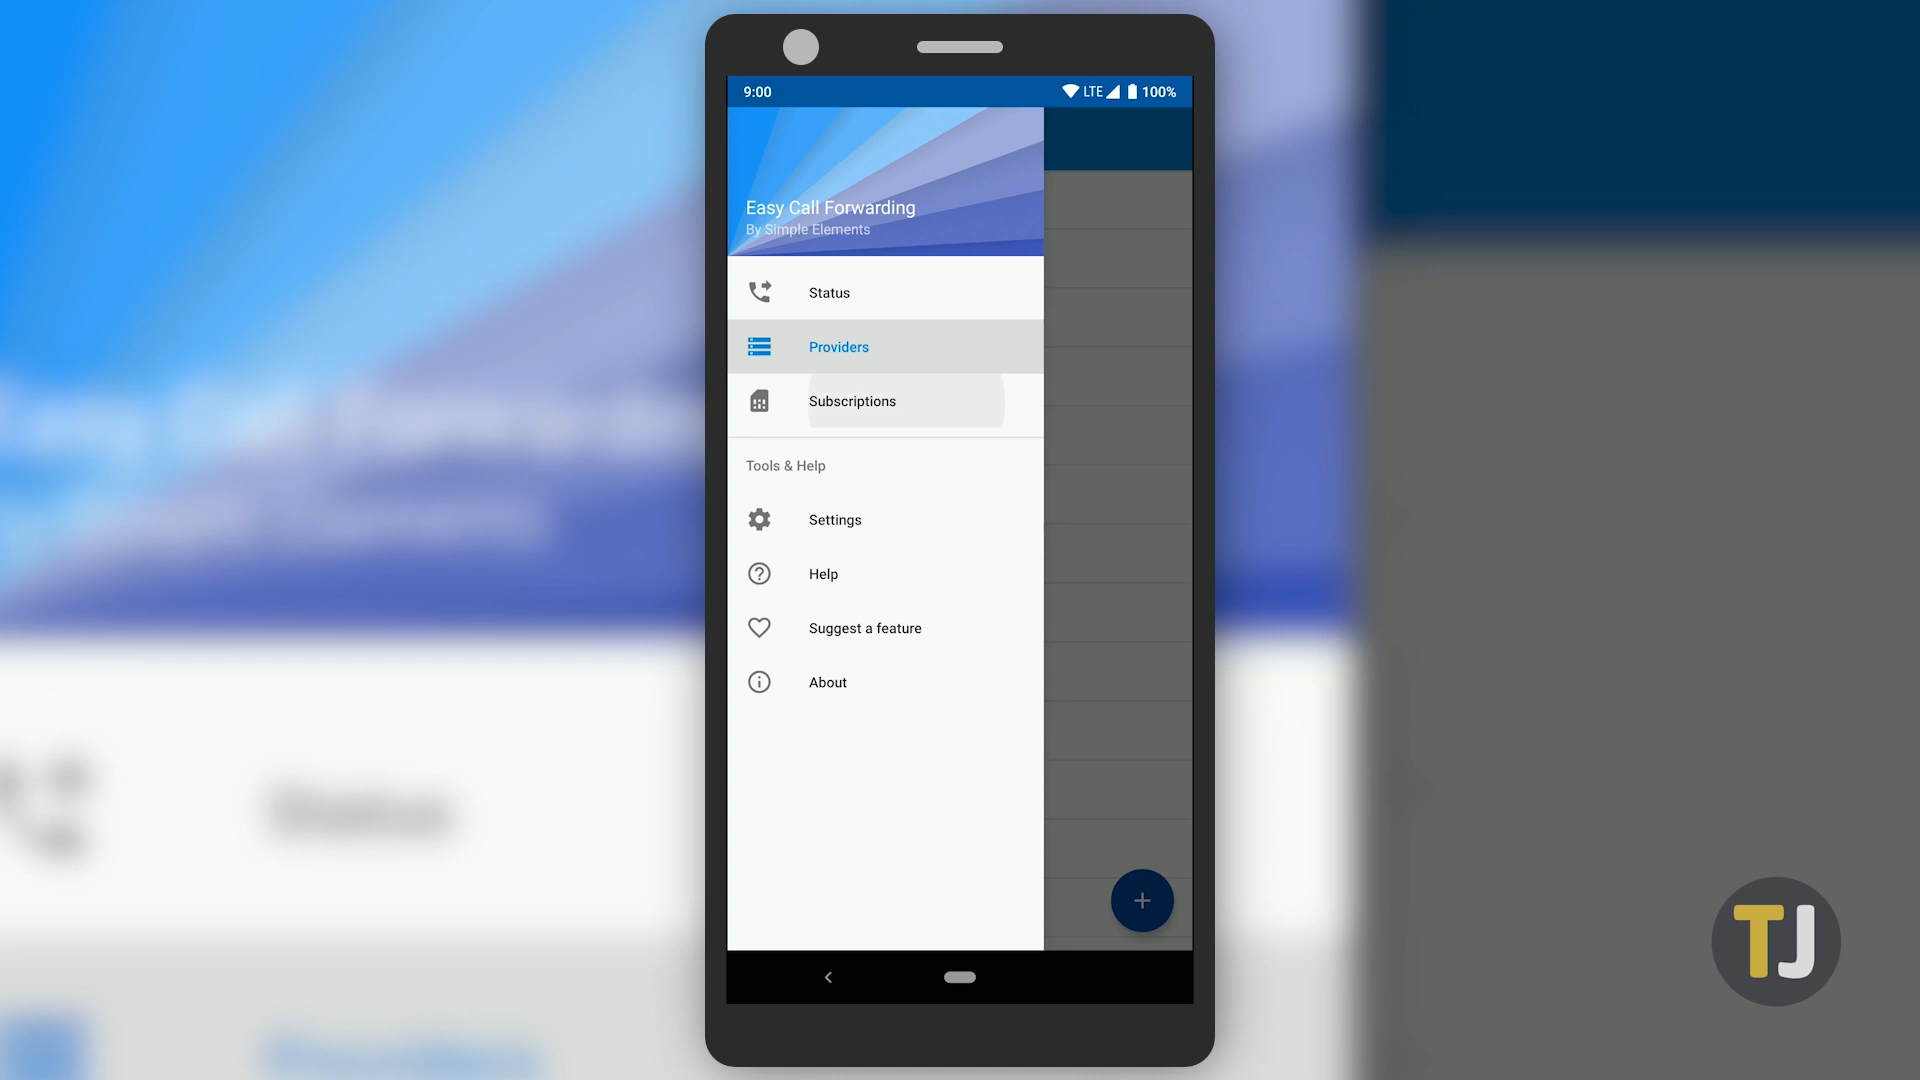 9:00
LTE 100%
Easy Call Forwarding
By Simple Elements
Status
Providers
Subscriptions
Tools & Help
Settings
Help
Suggest a feature
About
TJ
Status